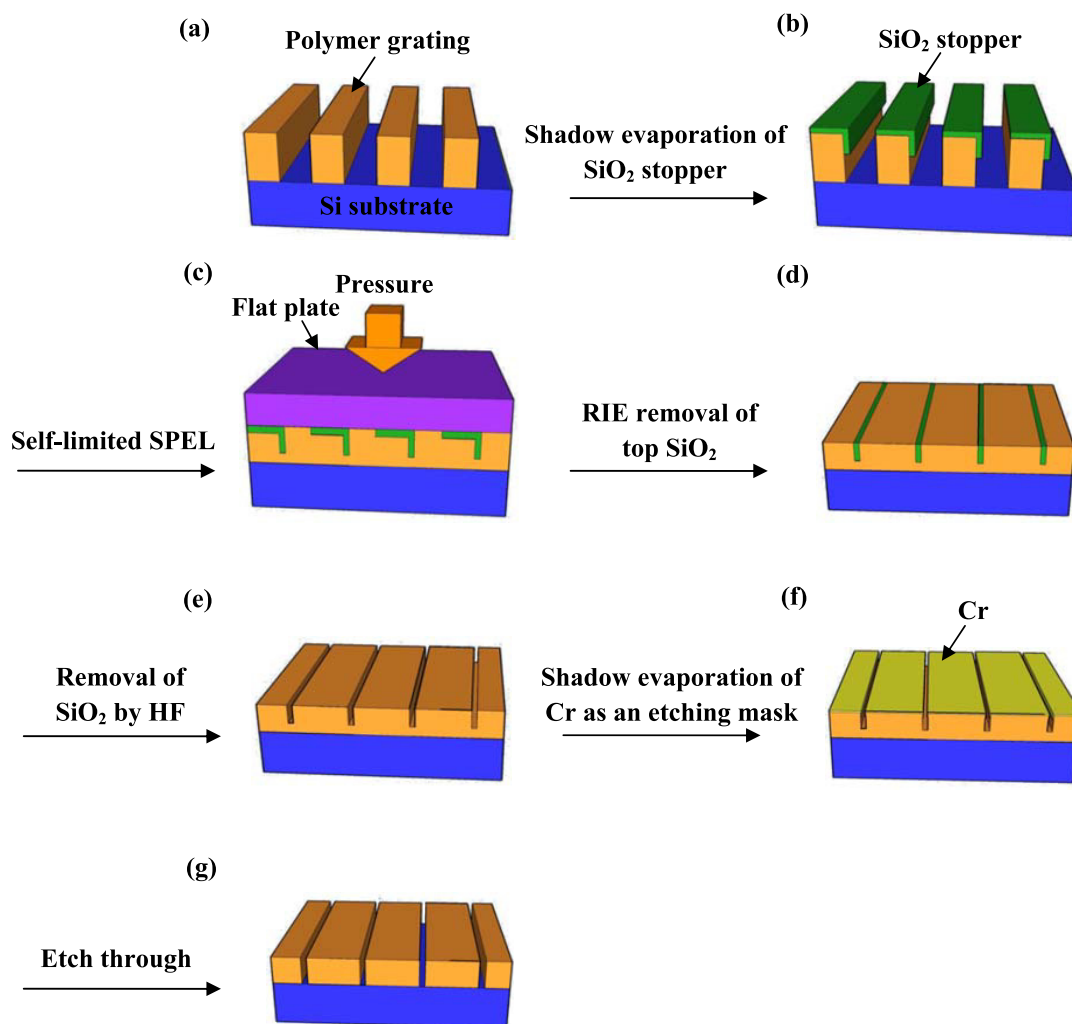 (a)
Polymer grating
Si substrate
Shadow evaporation of
SiO₂ stopper
(b)
SiO₂ stopper
(c)
Pressure
Flat plate
Self-limited SPEL
(d)
RIE removal of
top SiO₂
(e)
Removal of
SiO₂ by HF
(f)
Cr
Shadow evaporation of
Cr as an etching mask
(g)
Etch through